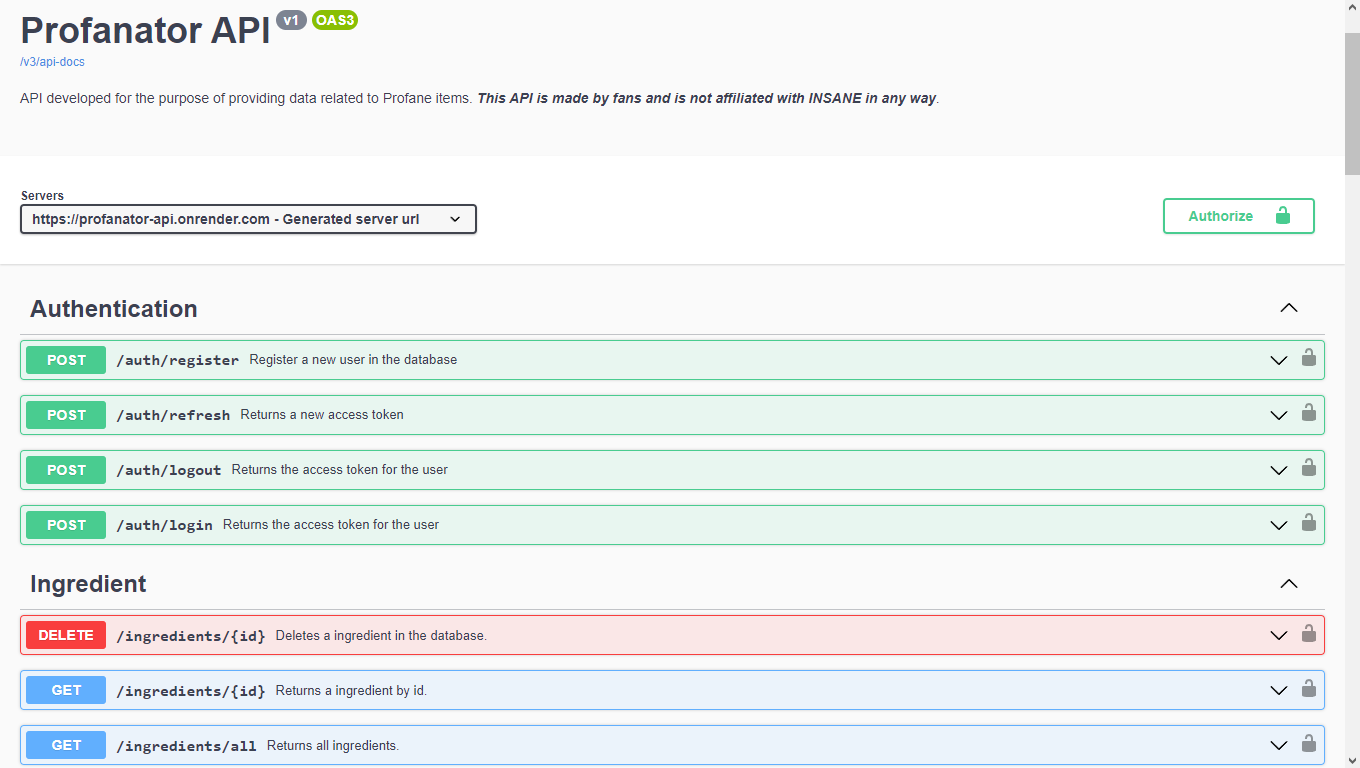 Profanator API v1 OAS3
/v3/api-docs
API developed for the purpose of providing data related to Profane items. This API is made by fans and is not affiliated with INSANE in any way.
Servers
https://profanator-api.onrender.com - Generated server url
Authorize
Authentication
POST /auth/register Register a new user in the database
POST /auth/refresh Returns a new access token
POST /auth/logout Returns the access token for the user
POST /auth/login Returns the access token for the user
Ingredient
DELETE /ingredients/{id} Deletes a ingredient in the database.
GET /ingredients/{id} Returns a ingredient by id.
GET /ingredients/all Returns all ingredients.